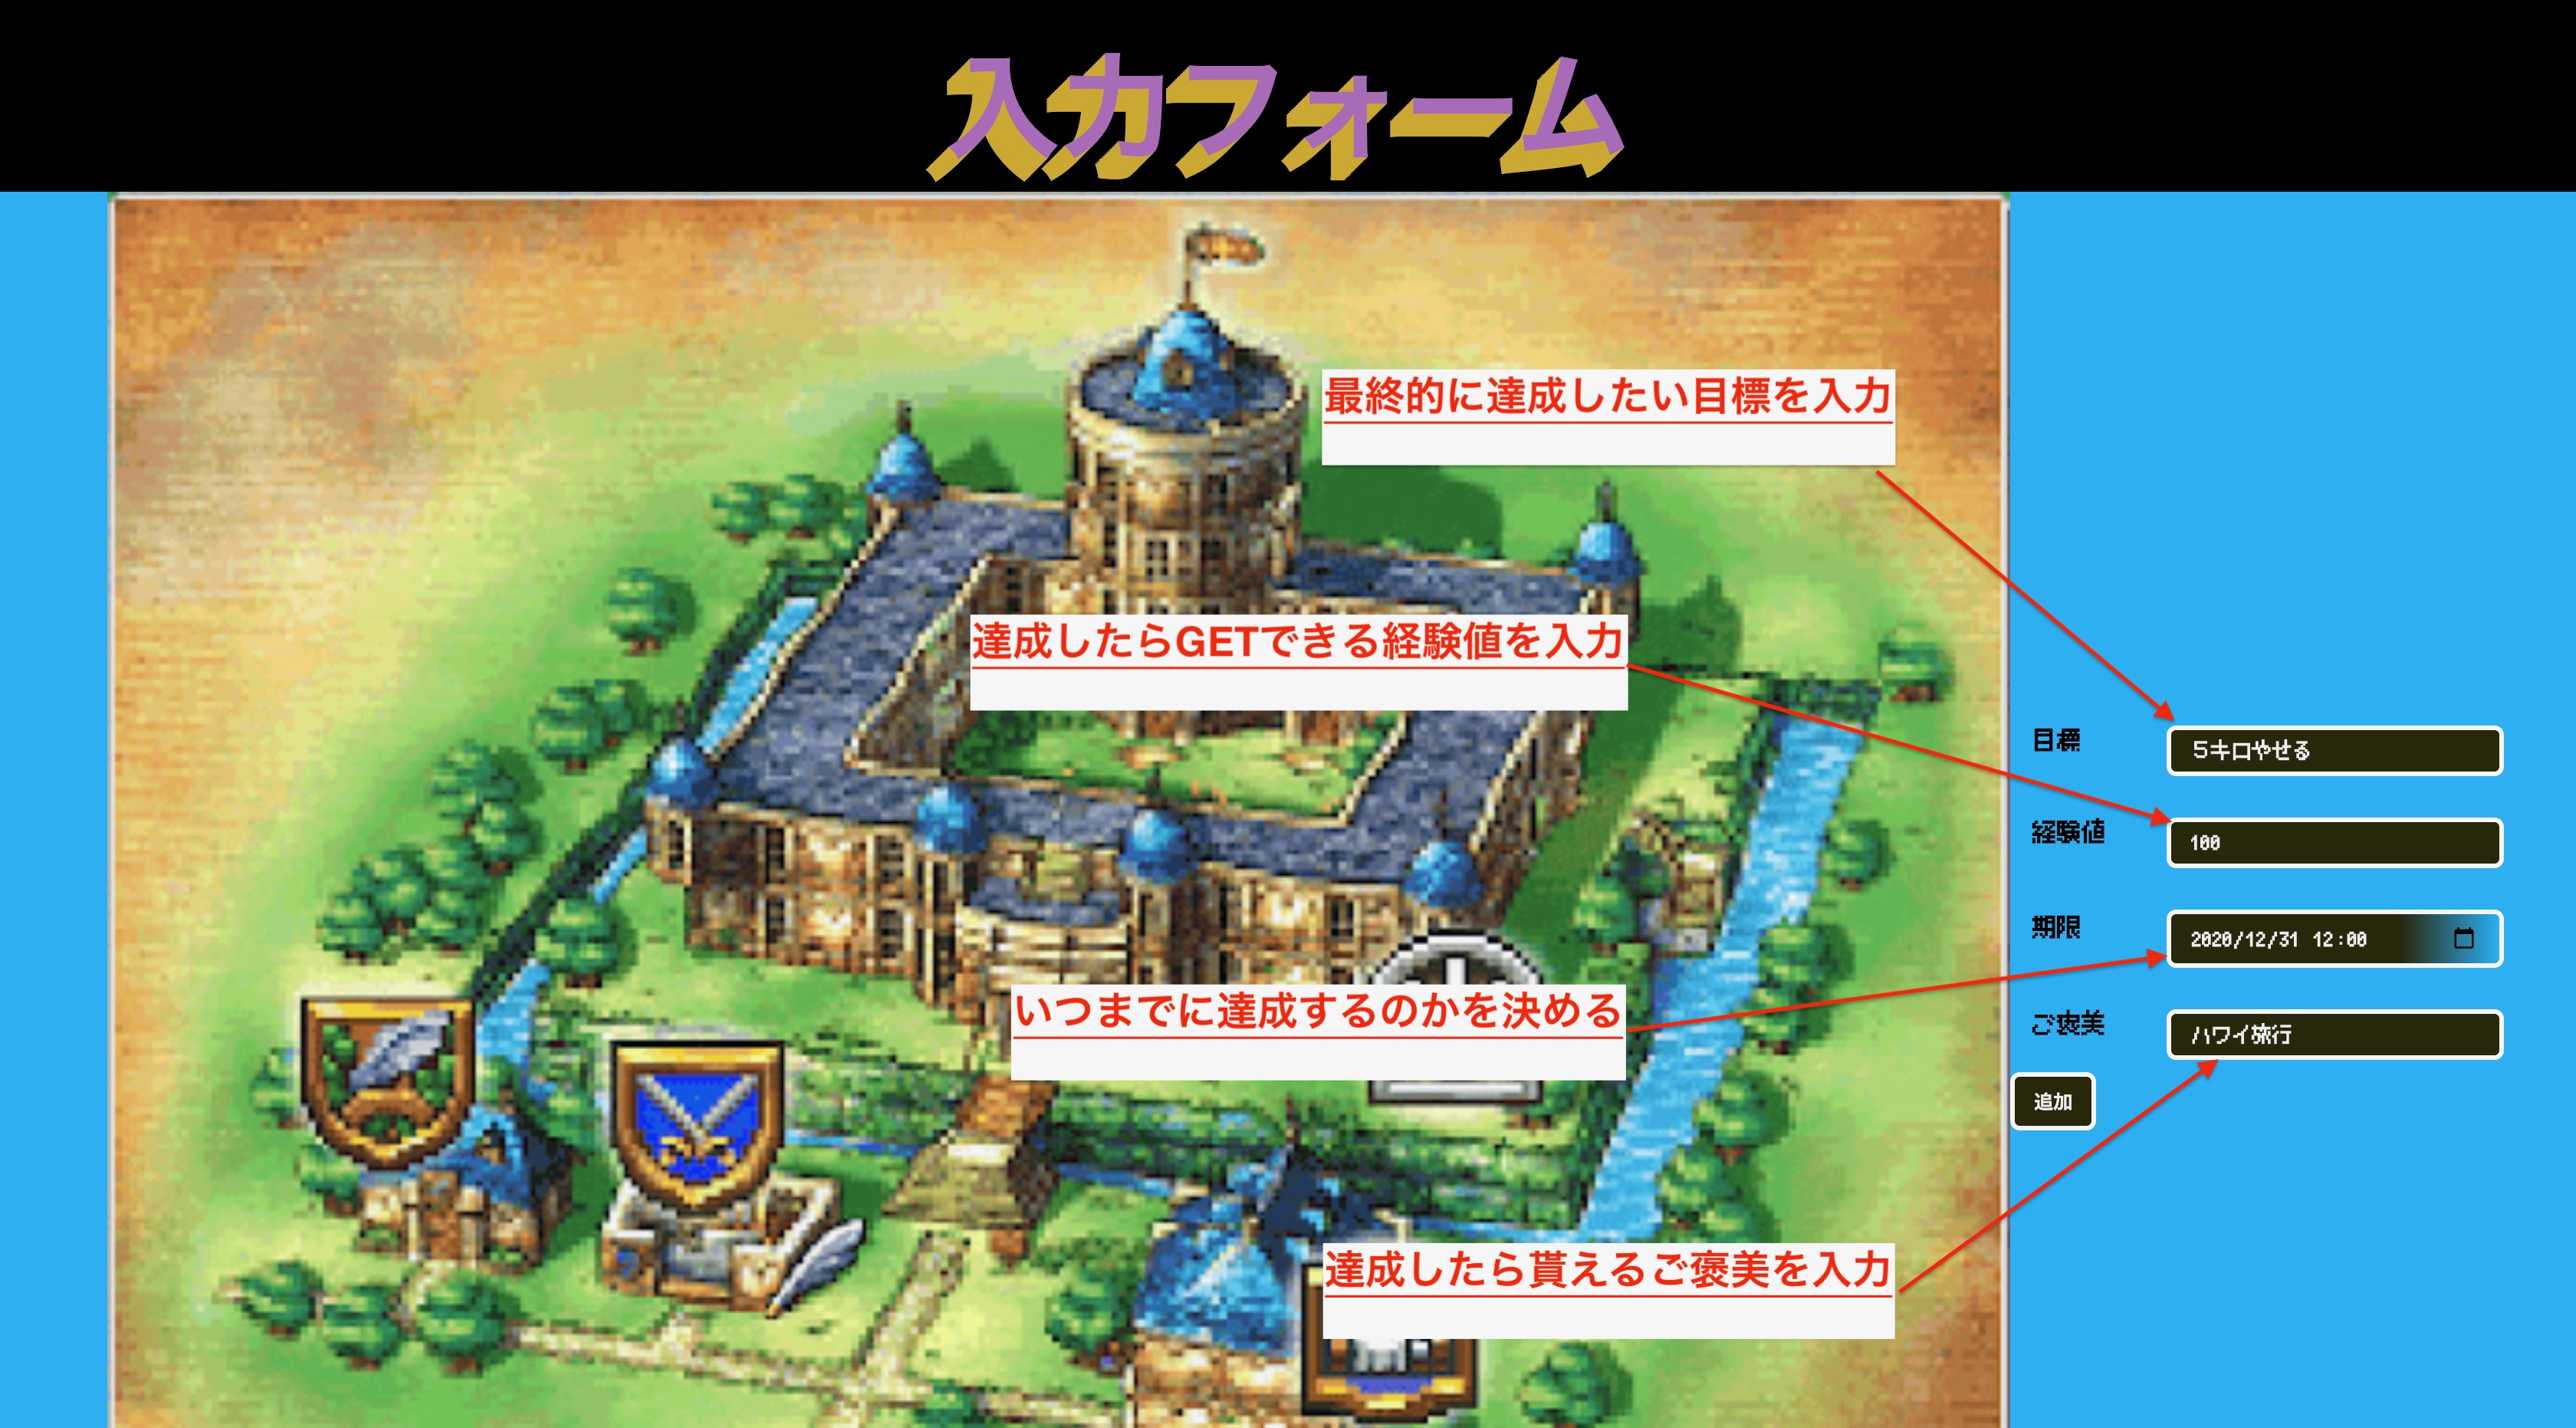 入力フォーム
最終的に達成したい目標を入力
達成したらGETできる経験値を入力
目標
5キロやせる
経験値
100
期限
2020/12/31 12:00
いつまでに達成するのかを決める
ご褒美
ハワイ旅行
追加
達成したら貰えるご褒美を入力